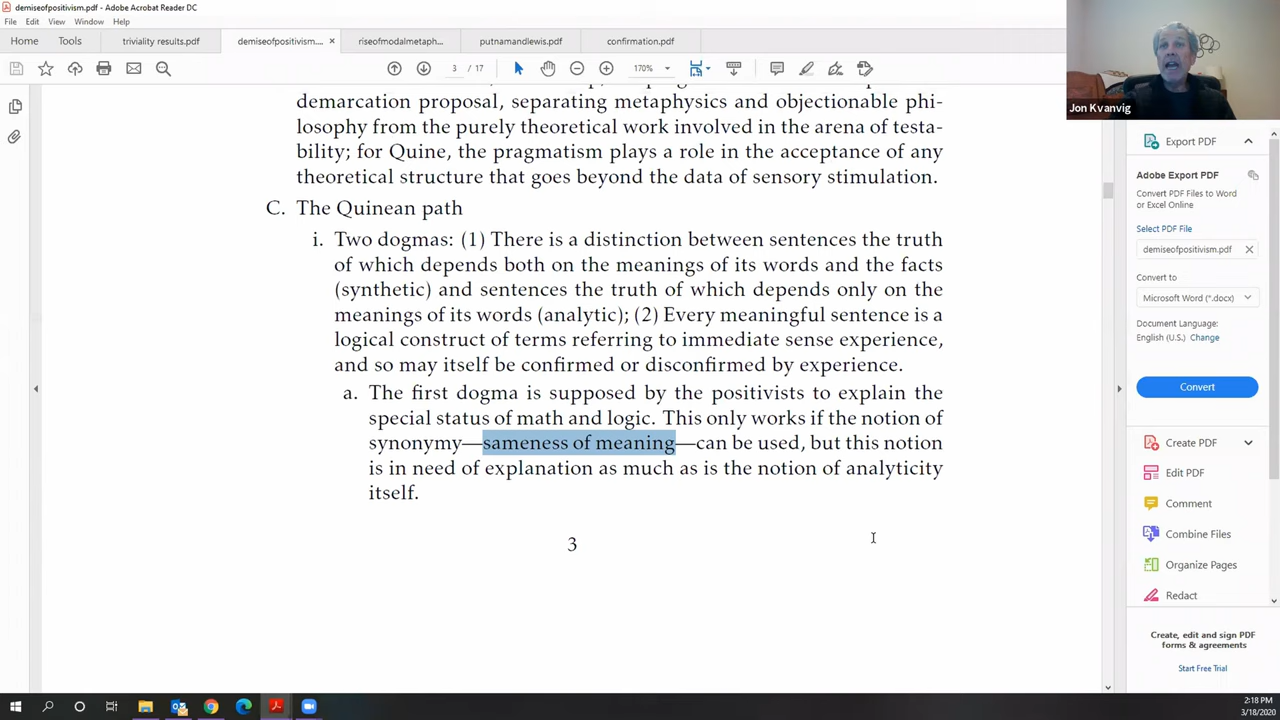 demiseofpositivism.pdf - Adobe Acrobat Reader DC
File Edit View Window Help
Home Tools triviality results.pdf demiseofpositivism.... × riseofmodalmetaph... putnamandlewis.pdf confirmation.pdf
3 / 17 170%
Jon Kvanvig
demarcation proposal, separating metaphysics and objectionable phi-
losophy from the purely theoretical work involved in the arena of testa-
bility; for Quine, the pragmatism plays a role in the acceptance of any
theoretical structure that goes beyond the data of sensory stimulation.
C. The Quinean path
i. Two dogmas: (1) There is a distinction between sentences the truth
of which depends both on the meanings of its words and the facts
(synthetic) and sentences the truth of which depends only on the
meanings of its words (analytic); (2) Every meaningful sentence is a
logical construct of terms referring to immediate sense experience,
and so may itself be confirmed or disconfirmed by experience.
a. The first dogma is supposed by the positivists to explain the
special status of math and logic. This only works if the notion of
synonymy—sameness of meaning—can be used, but this notion
is in need of explanation as much as is the notion of analyticity
itself.
3
Export PDF
Adobe Export PDF
Convert PDF Files to Word
or Excel Online
Select PDF File
demiseofpositivism.pdf
Convert to
Microsoft Word (*.docx)
Document Language:
English (U.S.) Change
Convert
Create PDF
Edit PDF
Comment
Combine Files
Organize Pages
Redact
Create, edit and sign PDF
forms & agreements
Start Free Trial
2:18 PM
3/18/2020